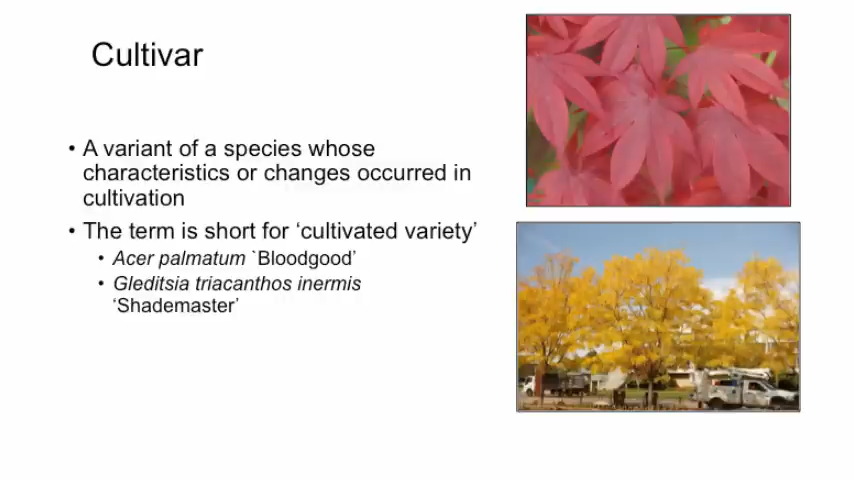 Cultivar
• A variant of a species whose
characteristics or changes occurred in
cultivation
• The term is short for ‘cultivated variety’
• Acer palmatum `Bloodgood’
• Gleditsia triacanthos inermis
‘Shademaster’